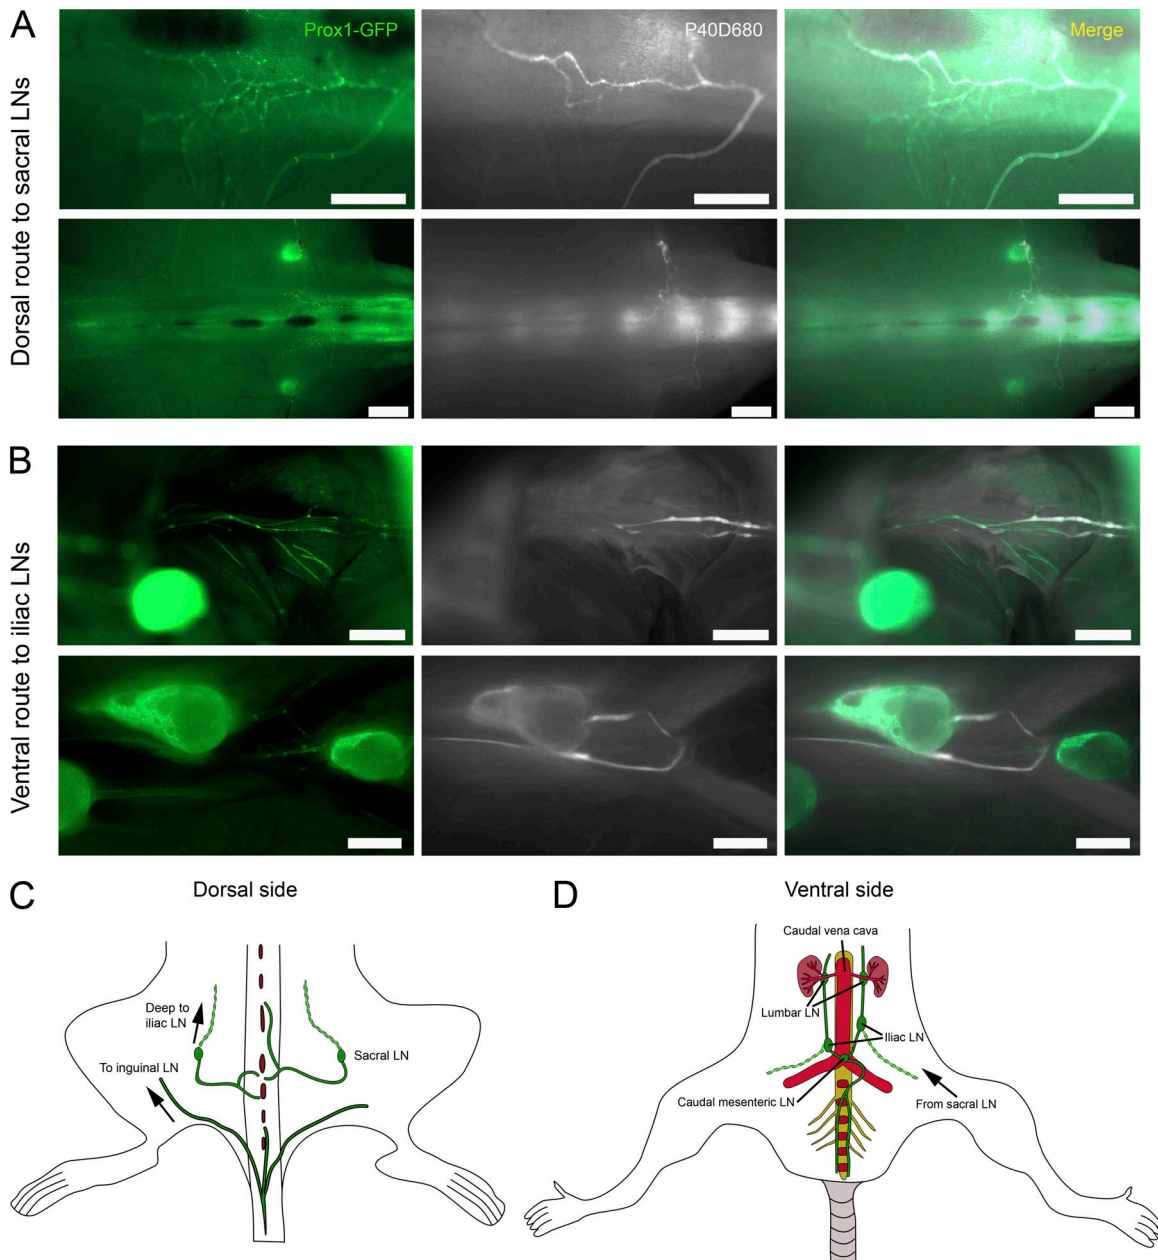 A
Prox1-GFP
P40D680
Merge
Dorsal route to sacral LNs
B
Ventral route to iliac LNs
C
Dorsal side
Deep to
iliac LN
To inguinal LN
Sacral LN
D
Ventral side
Caudal vena cava
Lumbar LN
Iliac LN
Caudal mesenteric LN
From sacral LN